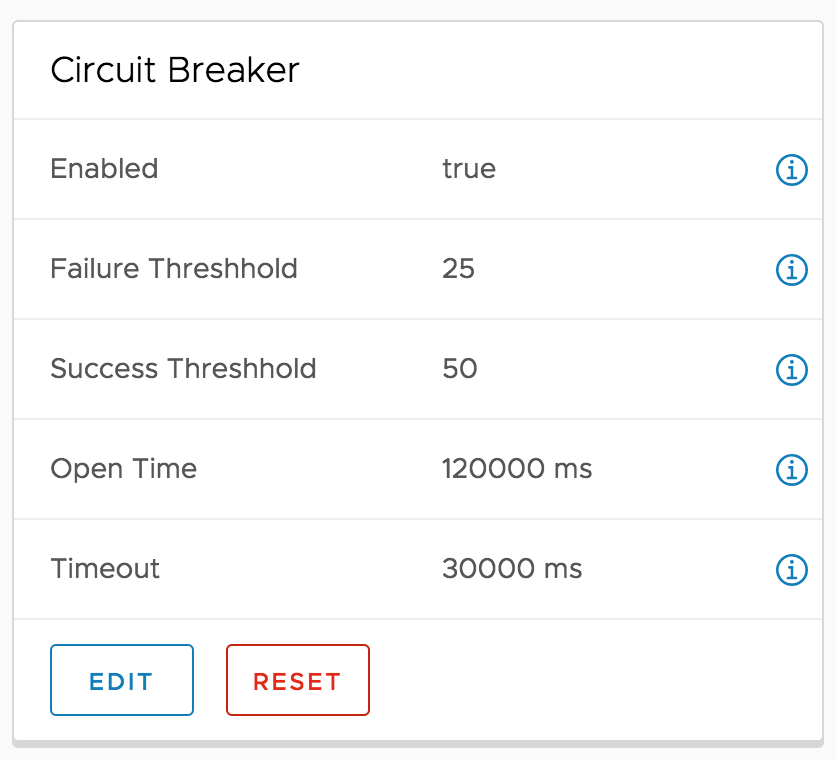 Circuit Breaker
Enabled true
Failure Threshhold 25
Success Threshhold 50
Open Time 120000 ms
Timeout 30000 ms
EDIT RESET